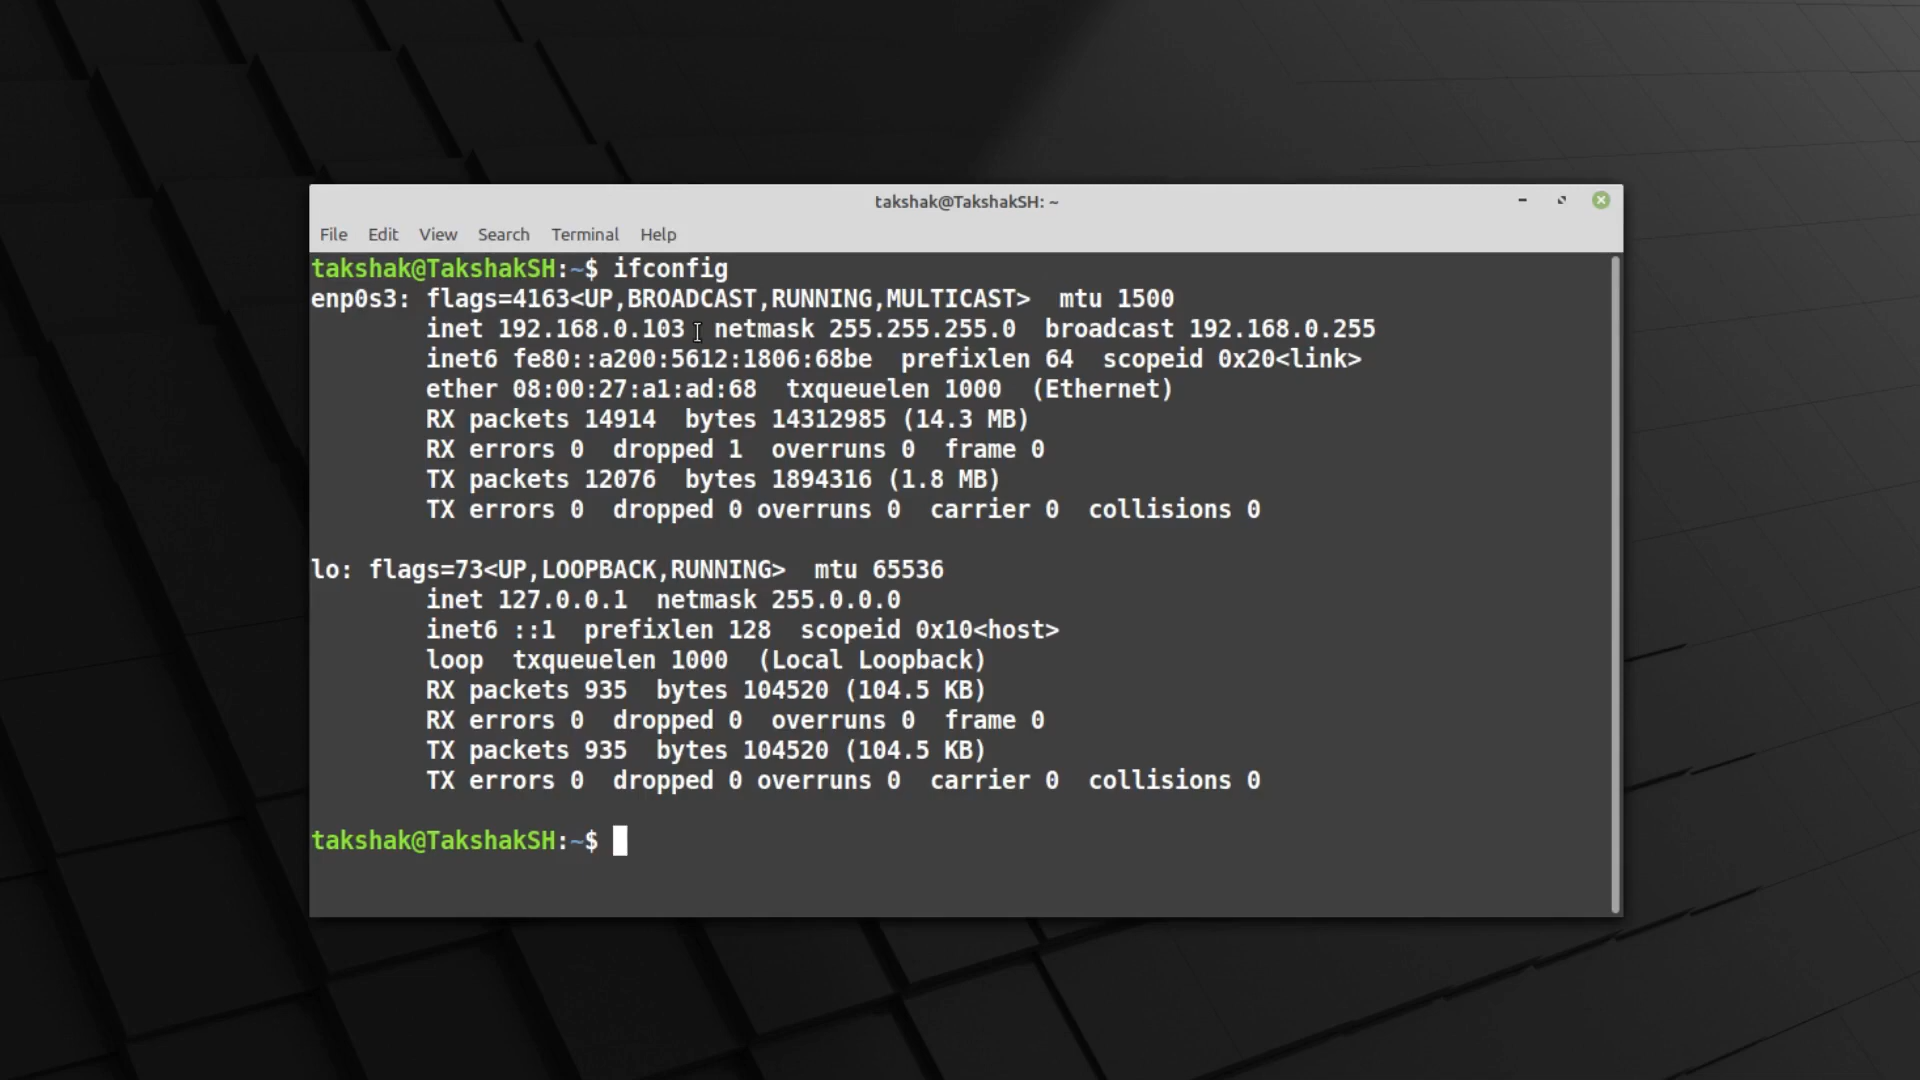 takshak@TakshakSH: ~
File Edit View Search Terminal Help
takshak@TakshakSH:~$ ifconfig
enp0s3: flags=4163<UP,BROADCAST,RUNNING,MULTICAST>  mtu 1500
        inet 192.168.0.103  netmask 255.255.255.0  broadcast 192.168.0.255
        inet6 fe80::a200:5612:1806:68be  prefixlen 64  scopeid 0x20<link>
        ether 08:00:27:a1:ad:68  txqueuelen 1000  (Ethernet)
        RX packets 14914  bytes 14312985 (14.3 MB)
        RX errors 0  dropped 1  overruns 0  frame 0
        TX packets 12076  bytes 1894316 (1.8 MB)
        TX errors 0  dropped 0 overruns 0  carrier 0  collisions 0

lo: flags=73<UP,LOOPBACK,RUNNING>  mtu 65536
        inet 127.0.0.1  netmask 255.0.0.0
        inet6 ::1  prefixlen 128  scopeid 0x10<host>
        loop  txqueuelen 1000  (Local Loopback)
        RX packets 935  bytes 104520 (104.5 KB)
        RX errors 0  dropped 0  overruns 0  frame 0
        TX packets 935  bytes 104520 (104.5 KB)
        TX errors 0  dropped 0 overruns 0  carrier 0  collisions 0

takshak@TakshakSH:~$